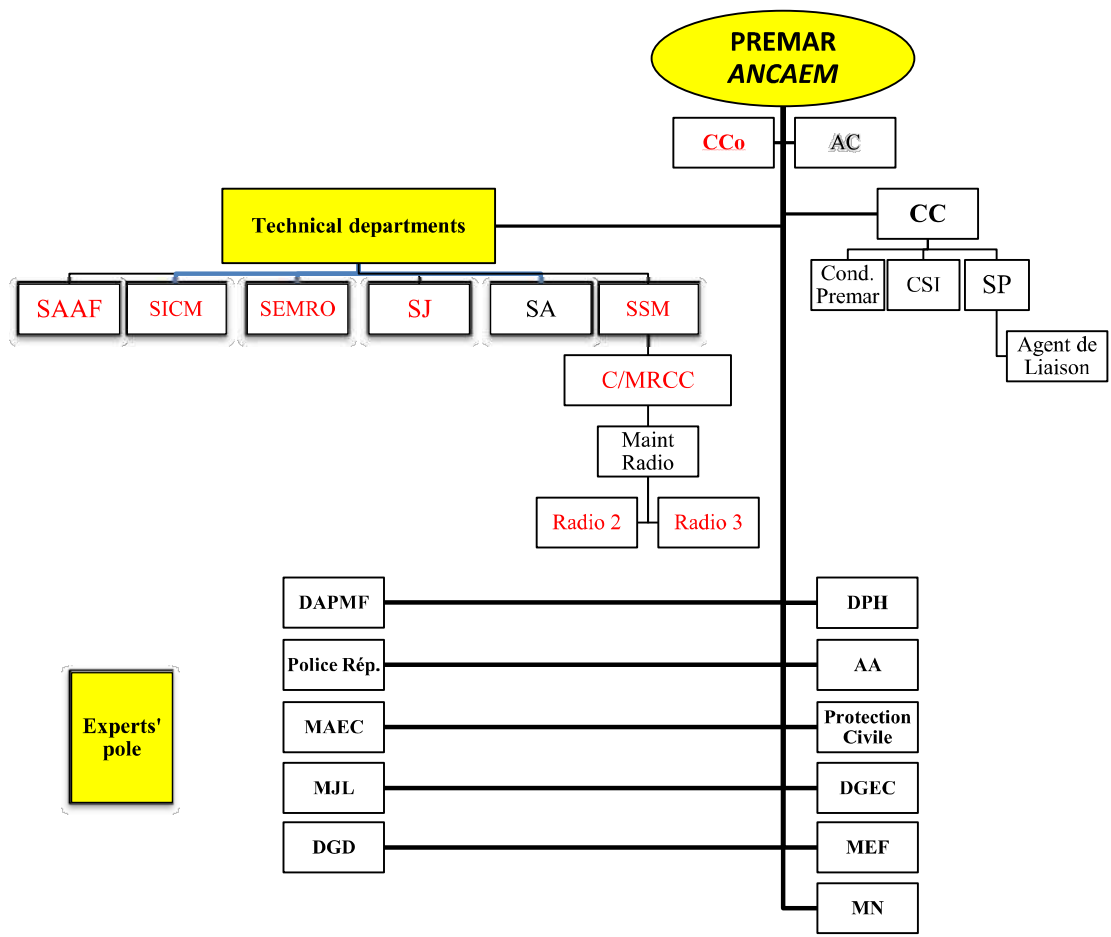 PREMAR
ANCAEM
CCo
AC
Technical departments
CC
Cond.
Premar
CSI
SP
SAAF
SICM
SEMRO
SJ
SA
SSM
Agent de
Liaison
C/MRCC
Maint
Radio
Radio 2
Radio 3
DAPMF
DPH
Police Rép.
AA
Experts'
pole
MAEC
Protection
Civile
MJL
DGEC
DGD
MEF
MN